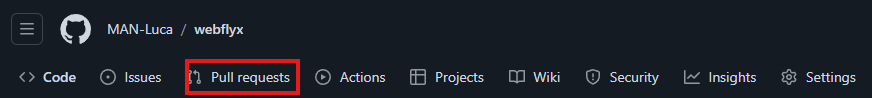 MAN-Luca / webflyx
Code Issues Pull requests Actions Projects Wiki Security Insights Settings